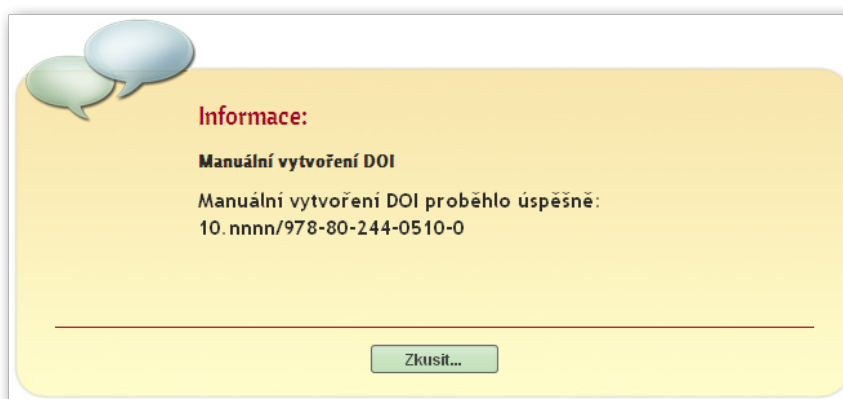 Informace:
Manuální vytvoření DOI
Manuální vytvoření DOI proběhlo úspěšně:
10.nnnn/978-80-244-0510-0
Zkusit...